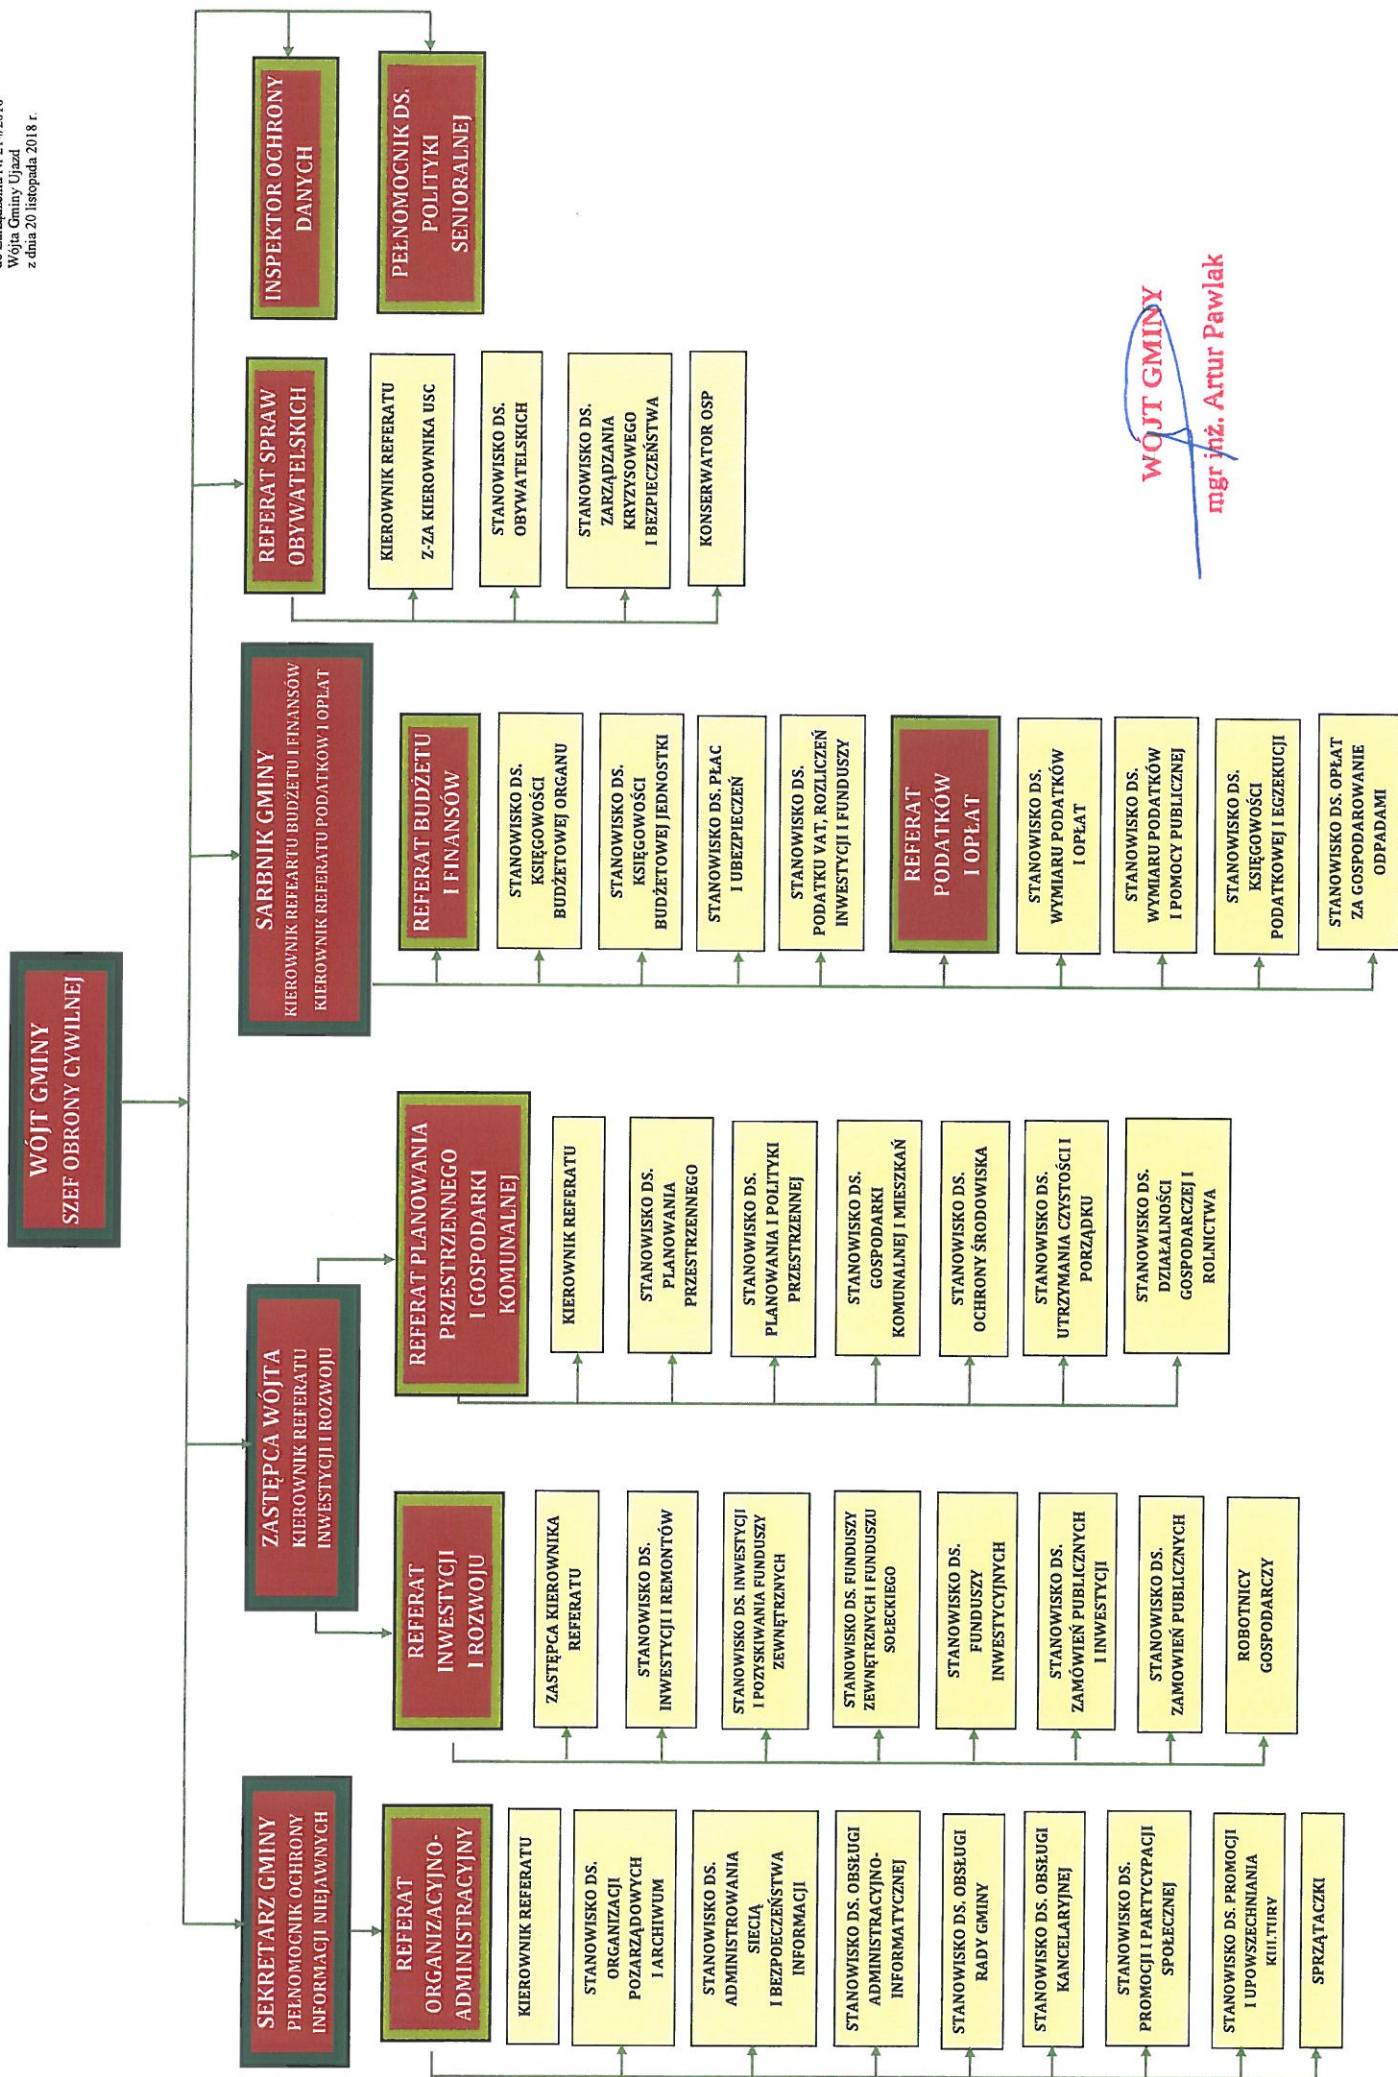 do Zarządzenia Nr 214/2018
Wójta Gminy Ujazd
z dnia 20 listopada 2018 r.
WÓJT GMINY
SZEF OBRONY CYWILNEJ
SEKRETARZ GMINY
PEŁNOMOCNIK OCHRONY
INFORMACJI NIEJAWNYCH
REFERAT
ORGANIZACYJNO-
ADMINISTRACYJNY
KIEROWNIK REFERATU
STANOWISKO DS.
ORGANIZACJI
POZARZĄDOWYCH
I ARCHIWUM
STANOWISKO DS.
ADMINISTROWANIA
SIECIĄ
I BEZPOECZEŃSTWA
INFORMACJI
STANOWISKO DS. OBSŁUGI
ADMINISTRACYJNO-
INFORMATYCZNEJ
STANOWISKO DS. OBSŁUGI
RADY GMINY
STANOWISKO DS. OBSŁUGI
KANCELARYJNEJ
STANOWISKO DS.
PROMOCJI I PARTYCYPACJI
SPOŁECZNEJ
STANOWISKO DS. PROMOCJI
I UPOWSZECHNIANIA
KULTURY
SPRZĄTACZKI
ZASTĘPCA WÓJTA
KIEROWNIK REFERATU
INWESTYCJI I ROZWOJU
REFERAT
INWESTYCJI
I ROZWOJU
ZASTĘPCA KIEROWNIKA
REFERATU
STANOWISKO DS.
INWESTYCJI I REMONTÓW
STANOWISKO DS. INWESTYCJI
I POZYSKIWANIA FUNDUSZY
ZEWNĘTRZNYCH
STANOWISKO DS. FUNDUSZY
ZEWNĘTRZNYCH I FUNDUSZU
SOŁECKIEGO
STANOWISKO DS.
FUNDUSZY
INWESTYCYJNYCH
STANOWISKO DS.
ZAMÓWIEŃ PUBLICZNYCH
I INWESTYCJI
STANOWISKO DS.
ZAMOWIEŃ PUBLICZNYCH
ROBOTNICY
GOSPODARCZY
REFERAT PLANOWANIA
PRZESTRZENNEGO
I GOSPODARKI
KOMUNALNEJ
KIEROWNIK REFERATU
STANOWISKO DS.
PLANOWANIA
PRZESTRZENNEGO
STANOWISKO DS.
PLANOWANIA I POLITYKI
PRZESTRZENNEJ
STANOWISKO DS.
GOSPODARKI
KOMUNALNEJ I MIESZKAŃ
STANOWISKO DS.
OCHRONY ŚRODOWISKA
STANOWISKO DS.
UTRZYMANIA CZYSTOŚCI I
PORZĄDKU
STANOWISKO DS.
DZIAŁALNOŚCI
GOSPODARCZEJ I
ROLNICTWA
SARBNIK GMINY
KIEROWNIK REFEARTU BUDŻETU I FINANSÓW
KIEROWNIK REFERATU PODATKOW I OPŁAT
REFERAT BUDŻETU
I FINANSÓW
STANOWISKO DS.
KSIĘGOWOŚCI
BUDŻETOWEJ ORGANU
STANOWISKO DS.
KSIĘGOWOŚCI
BUDŻETOWEJ JEDNOSTKI
STANOWISKO DS. PŁAC
I UBEZPIECZEŃ
STANOWISKO DS.
PODATKU VAT, ROZLICZEŃ
INWESTYCJI I FUNDUSZY
REFERAT
PODATKÓW
I OPŁAT
STANOWISKO DS.
WYMIARU PODATKÓW
I OPŁAT
STANOWISKO DS.
WYMIARU PODATKÓW
I POMOCY PUBLICZNEJ
STANOWISKO DS.
KSIĘGOWOŚCI
PODATKOWEJ I EGZEKUCJI
STANOWISKO DS. OPŁAT
ZA GOSPODAROWANIE
ODPADAMI
REFERAT SPRAW
OBYWATELSKICH
KIEROWNIK REFERATU
Z-ZA KIEROWNIKA USC
STANOWISKO DS.
OBYWATELSKICH
STANOWISKO DS.
ZARZĄDZANIA
KRYZYSOWEGO
I BEZPIECZEŃSTWA
KONSERWATOR OSP
INSPEKTOR OCHRONY
DANYCH
PEŁNOMOCNIK DS.
POLITYKI
SENIORALNEJ
WÓJT GMINY
mgr inż. Artur Pawlak